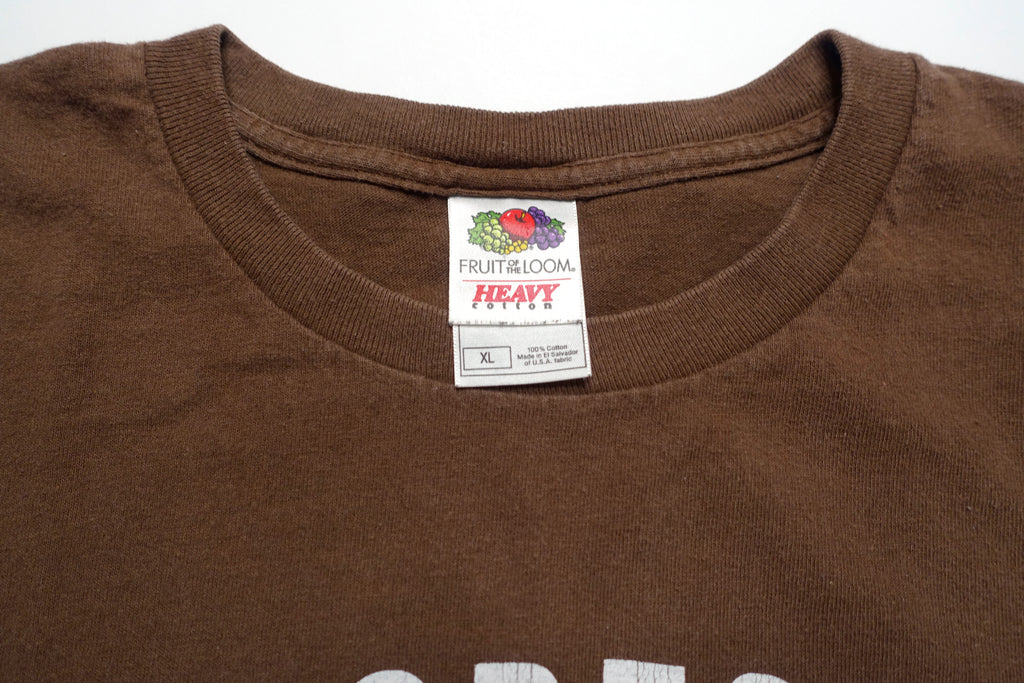 FRUIT OF THE LOOM®
HEAVY
cotton
XL
100% Cotton
Made in El Salvador
of U.S.A. fabric